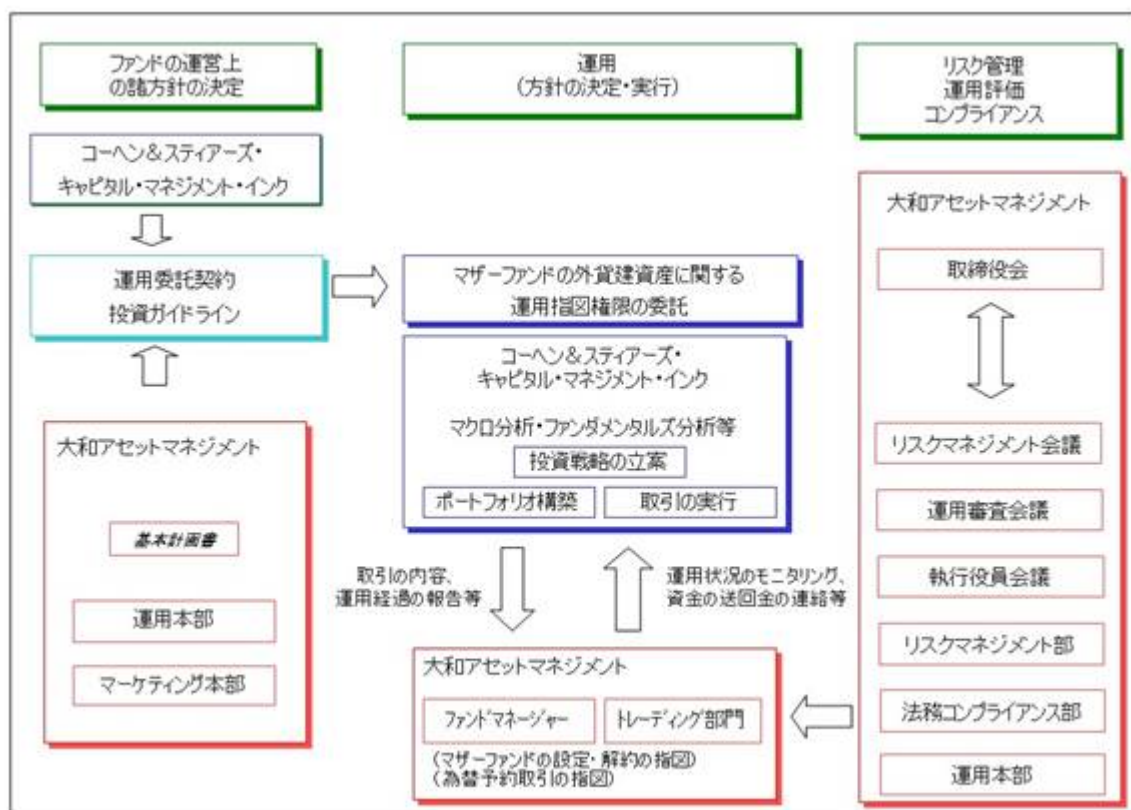 ファンドの運営上
の諸方針の決定
運用
(方針の決定・実行)
リスク管理
運用評価
コンプライアンス
コーヘン&スティアーズ・
キャピタル・マネジメント・インク
運用委託契約
投資ガイドライン
大和アセットマネジメント
基本計画書
運用本部
マーケティング本部
マザーファンドの外貨建資産に関する
運用指図権限の委託
コーヘン&スティアーズ・
キャピタル・マネジメント・インク
マクロ分析・ファンダメンタルズ分析等
投資戦略の立案
ポートフォリオ構築
取引の実行
取引の内容、
運用経過の報告等
運用状況のモニタリング、
資金の送回金の連絡等
大和アセットマネジメント
ファンドマネージャー
トレーディング部門
(マザーファンドの設定・解約の指図)
(為替予約取引の指図)
大和アセットマネジメント
取締役会
リスクマネジメント会議
運用審査会議
執行役員会議
リスクマネジメント部
法務コンプライアンス部
運用本部